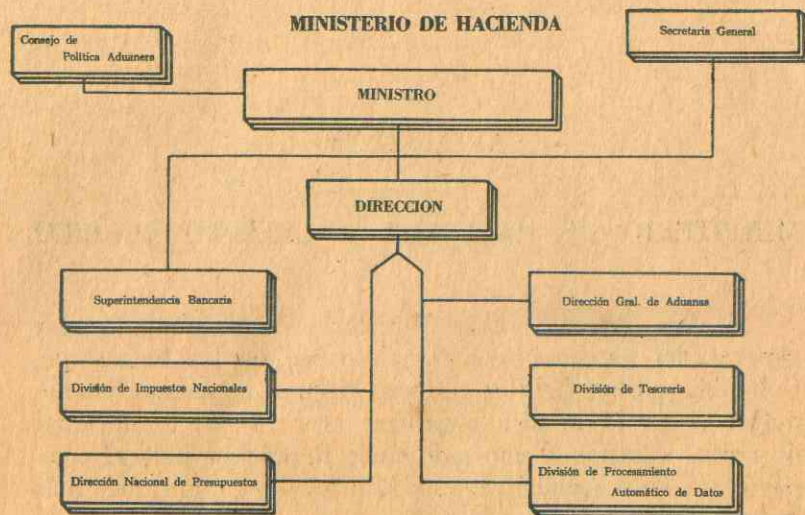 MINISTERIO DE HACIENDA
Consejo de
Política Aduanera
Secretaria General
MINISTRO
DIRECCION
Superintendencia Bancaria
Dirección Gral. de Aduanas
División de Impuestos Nacionales
División de Tesorería
Dirección Nacional de Presupuestos
División de Procesamiento
Automático de Datos